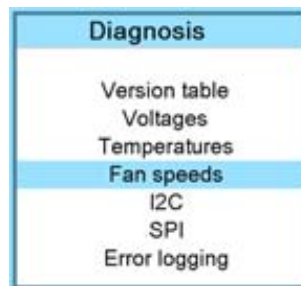 Diagnosis
Version table
Voltages
Temperatures
Fan speeds
I2C
SPI
Error logging